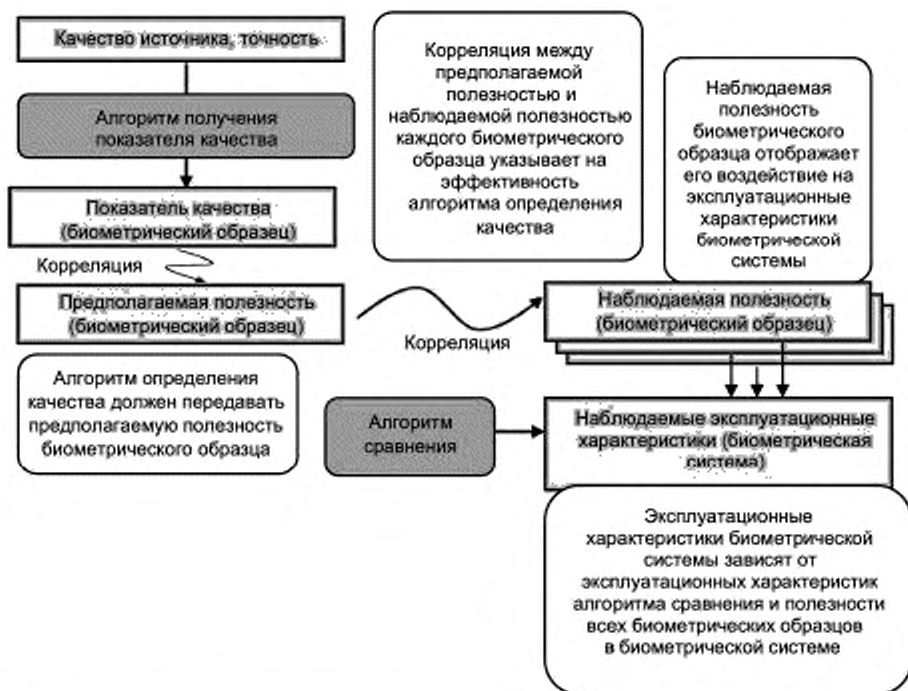 Качество источника, точность
Алгоритм получения
показателя качества
Показатель качества
(биометрический образец)
Корреляция
Предполагаемая полезность
(биометрический образец)
Алгоритм определения
качества должен передавать
предполагаемую полезность
биометрического образца
Корреляция между
предполагаемой
полезностью и
наблюдаемой полезностью
каждого биометрического
образца указывает на
эффективность
алгоритма определения
качества
Наблюдаемая
полезность
биометрического
образца отображает
его воздействие на
эксплуатационные
характеристики
биометрической
системы
Корреляция
Наблюдаемая полезность
(биометрический образец)
Алгоритм
сравнения
Наблюдаемые эксплуатационные
характеристики (биометрическая
система)
Эксплуатационные
характеристики биометрической
системы зависят от
эксплуатационных характеристик
алгоритма сравнения и полезности
всех биометрических образцов
в биометрической системе